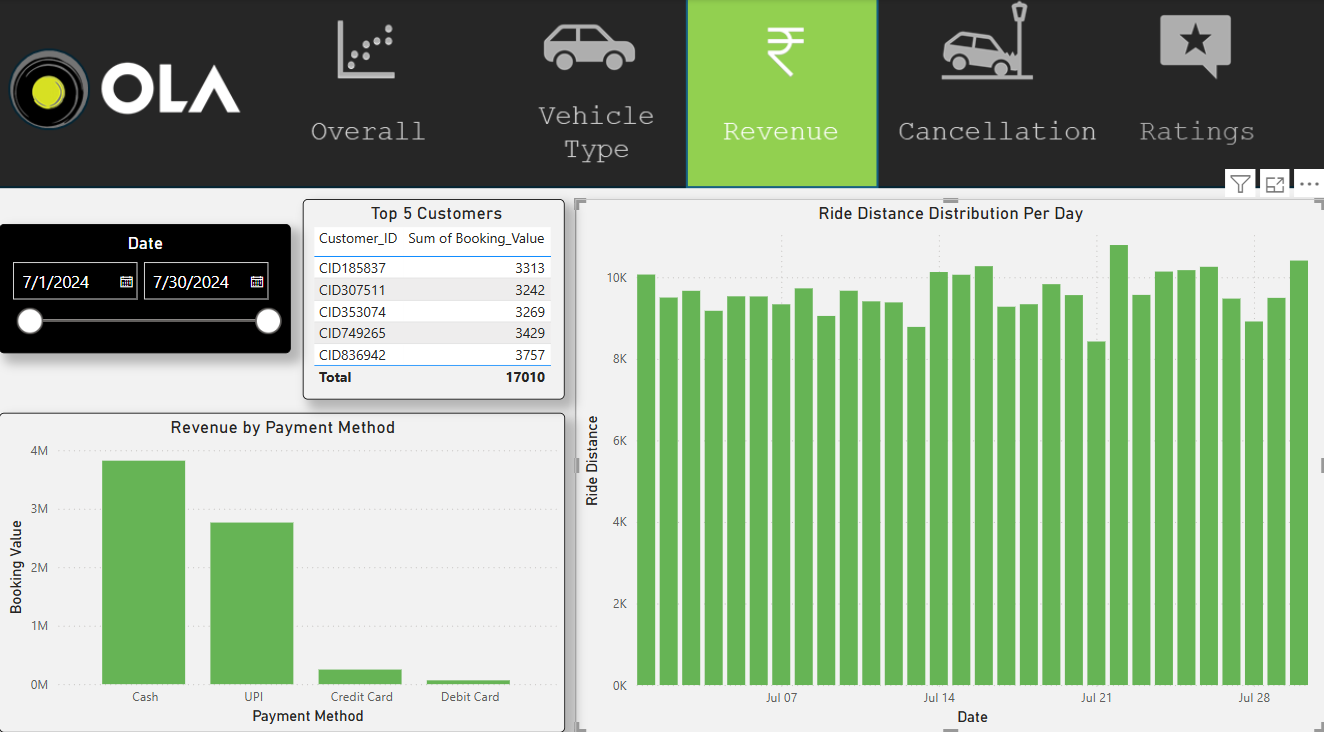 OLA
Overall
Vehicle
Type
Revenue
Cancellation
Ratings
Date
7/1/2024 7/30/2024
Top 5 Customers
Customer_ID Sum of Booking_Value
CID185837 3313
CID307511 3242
CID353074 3269
CID749265 3429
CID836942 3757
Total 17010
Revenue by Payment Method
Booking Value
4M
3M
2M
1M
0M
Cash UPI Credit Card Debit Card
Payment Method
Ride Distance Distribution Per Day
Ride Distance
10K
8K
6K
4K
2K
0K
Jul 07 Jul 14 Jul 21 Jul 28
Date